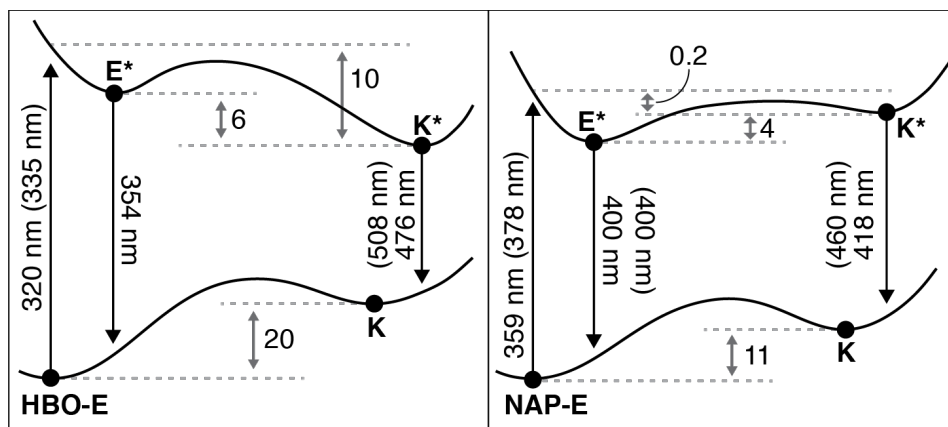 E*
10
6
K*
320 nm (335 nm)
354 nm
(508 nm)
476 nm
20
K
HBO-E
0.2
E*
4
K*
359 nm (378 nm)
(400 nm)
400 nm
(460 nm)
418 nm
11
K
NAP-E